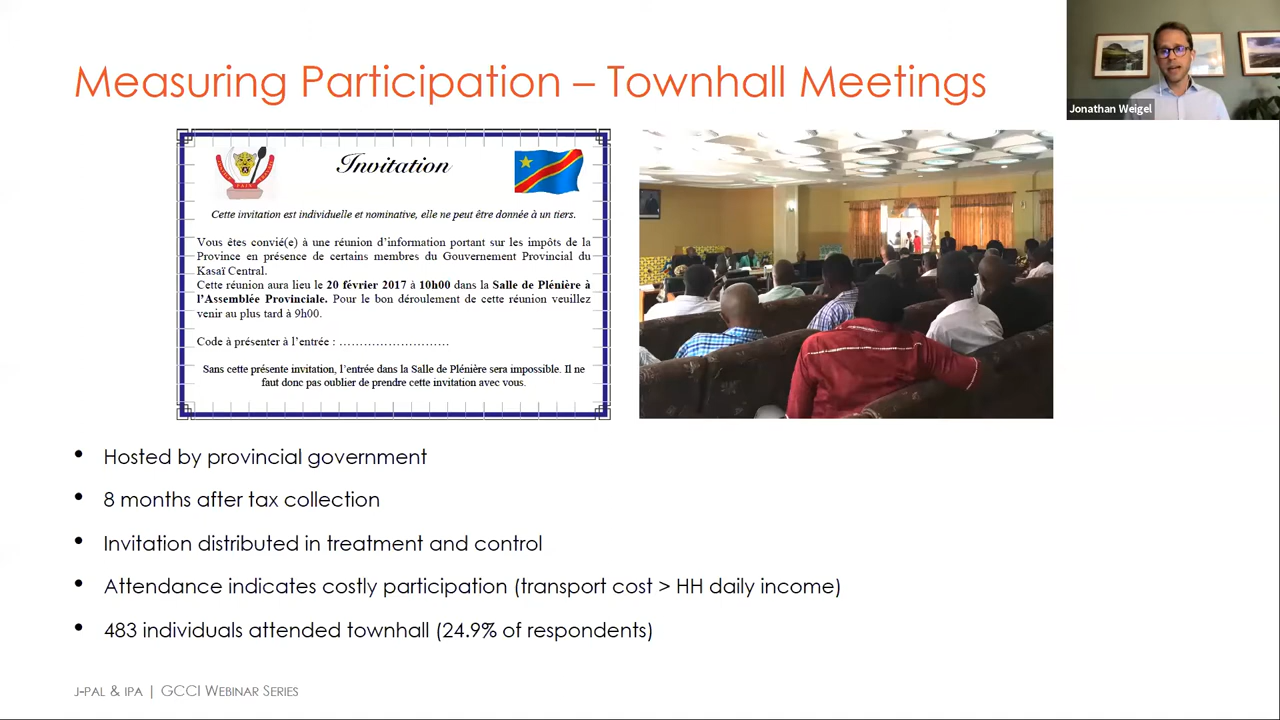 Measuring Participation – Townhall Meetings
Jonathan Weigel
Invitation
Cette invitation est individuelle et nominative, elle ne peut être donnée à un tiers.
Vous êtes convié(e) à une réunion d'information portant sur les impôts de la
Province en présence de certains membres du Gouvernement Provincial du
Kasaï Central.
Cette réunion aura lieu le 20 février 2017 à 10h00 dans la Salle de Plénière à
l'Assemblée Provinciale. Pour le bon déroulement de cette réunion veuillez
venir au plus tard à 9h00.
Code à présenter à l'entrée : ……………………….
Sans cette présente invitation, l'entrée dans la Salle de Plénière sera impossible. Il ne
faut donc pas oublier de prendre cette invitation avec vous.
• Hosted by provincial government
• 8 months after tax collection
• Invitation distributed in treatment and control
• Attendance indicates costly participation (transport cost > HH daily income)
• 483 individuals attended townhall (24.9% of respondents)
J-PAL & IPA | GCCI WEBINAR SERIES